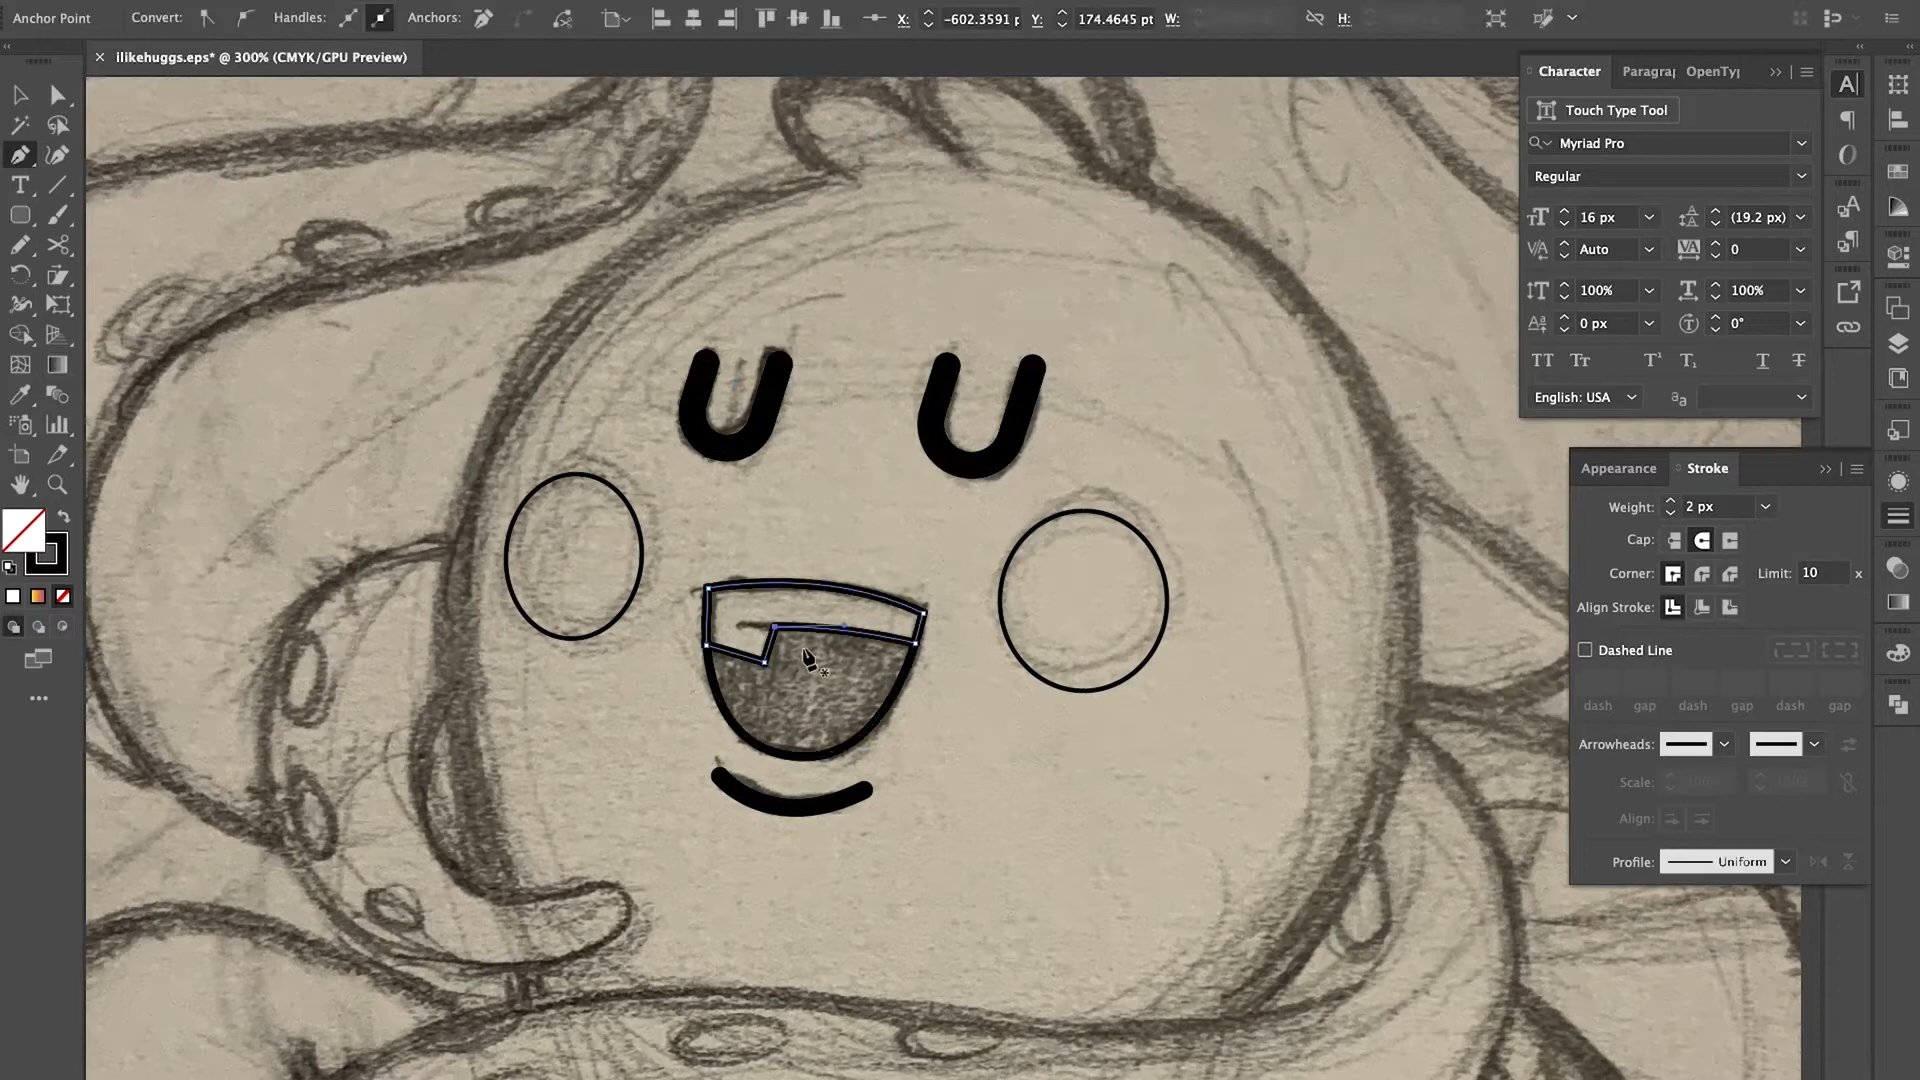 Anchor Point Convert: Handles: Anchors: X: -602.3591 p Y: 174.4645 pt W: H:
ilikehuggs.eps* @ 300% (CMYK/GPU Preview)
Character Paragra OpenTy
Touch Type Tool
Myriad Pro
Regular
16 px (19.2 px)
Auto 0
100% 100%
0 px 0°
English: USA
Appearance Stroke
Weight: 2 px
Cap:
Corner: Limit: 10 x
Align Stroke:
Dashed Line
dash gap dash gap dash gap
Arrowheads:
Scale: 100% 100%
Align:
Profile: Uniform